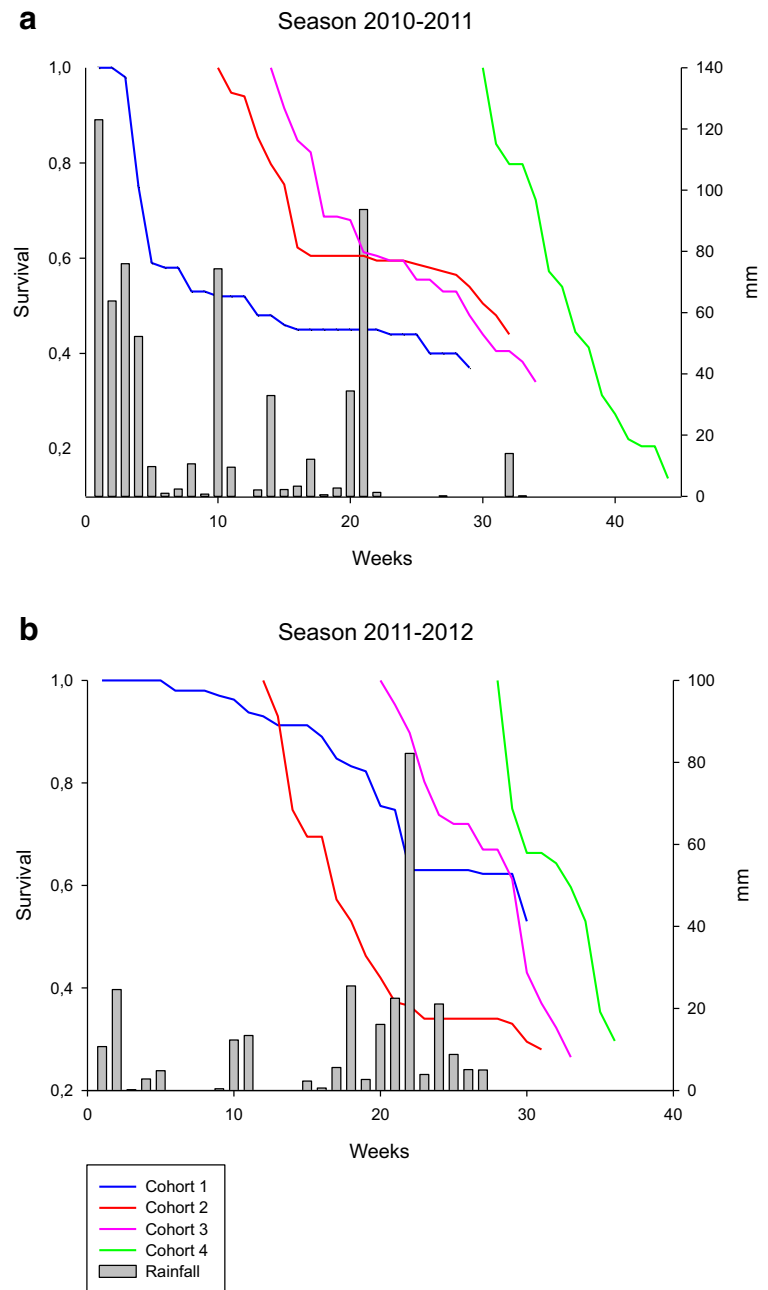 a
Season 2010-2011
1,0
0,8
0,6
0,4
0,2
Survival
140
120
100
80
60
40
20
0
mm
0 10 20 30 40
Weeks
b
Season 2011-2012
1,0
0,8
0,6
0,4
0,2
Survival
100
80
60
40
20
0
mm
0 10 20 30 40
Weeks
Cohort 1
Cohort 2
Cohort 3
Cohort 4
Rainfall